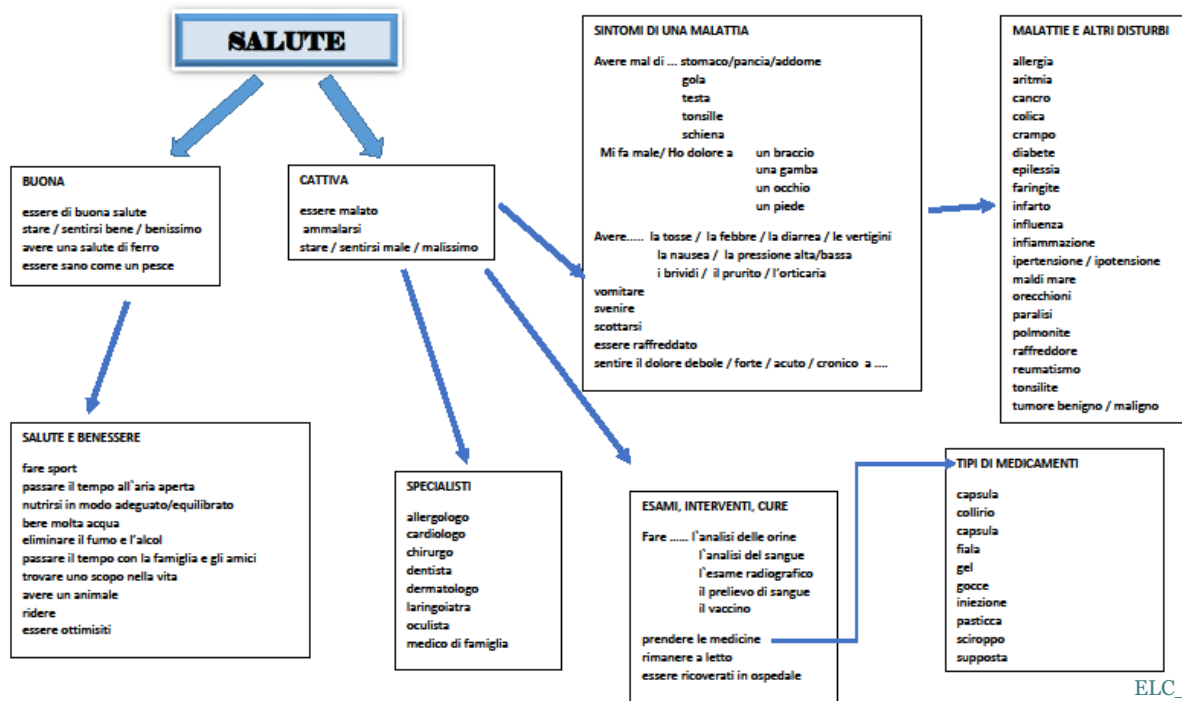 SALUTE
BUONA
essere di buona salute
stare / sentirsi bene / benissimo
avere una salute di ferro
essere sano come un pesce
CATTIVA
essere malato
ammalarsi
stare / sentirsi male / malissimo
SINTOMI DI UNA MALATTIA
Avere mal di ... stomaco/pancia/addome
gola
testa
tonsille
schiena
Mi fa male/ Ho dolore a un braccio
una gamba
un occhio
un piede
Avere..... la tosse / la febbre / la diarrea / le vertigini
la nausea / la pressione alta/bassa
i brividi / il prurito / l'orticaria
vomitare
svenire
scottarsi
essere raffreddato
sentire il dolore debole / forte / acuto / cronico a ....
MALATTIE E ALTRI DISTURBI
allergia
aritmia
cancro
colica
crampo
diabete
epilessia
faringite
infarto
influenza
infiammazione
ipertensione / ipotensione
maldi mare
orecchioni
paralisi
polmonite
raffreddore
reumatismo
tonsilite
tumore benigno / maligno
SALUTE E BENESSERE
fare sport
passare il tempo all`aria aperta
nutrirsi in modo adeguato/equilibrato
bere molta acqua
eliminare il fumo e l'alcol
passare il tempo con la famiglia e gli amici
trovare uno scopo nella vita
avere un animale
ridere
essere ottimisiti
SPECIALISTI
allergologo
cardiologo
chirurgo
dentista
dermatologo
laringoiatra
oculista
medico di famiglia
ESAMI, INTERVENTI, CURE
Fare ...... l`analisi delle orine
l`analisi del sangue
l`esame radiografico
il prelievo di sangue
il vaccino
prendere le medicine
rimanere a letto
essere ricoverati in ospedale
TIPI DI MEDICAMENTI
capsula
collirio
capsula
fiala
gel
gocce
iniezione
pasticca
sciroppo
supposta
ELC_